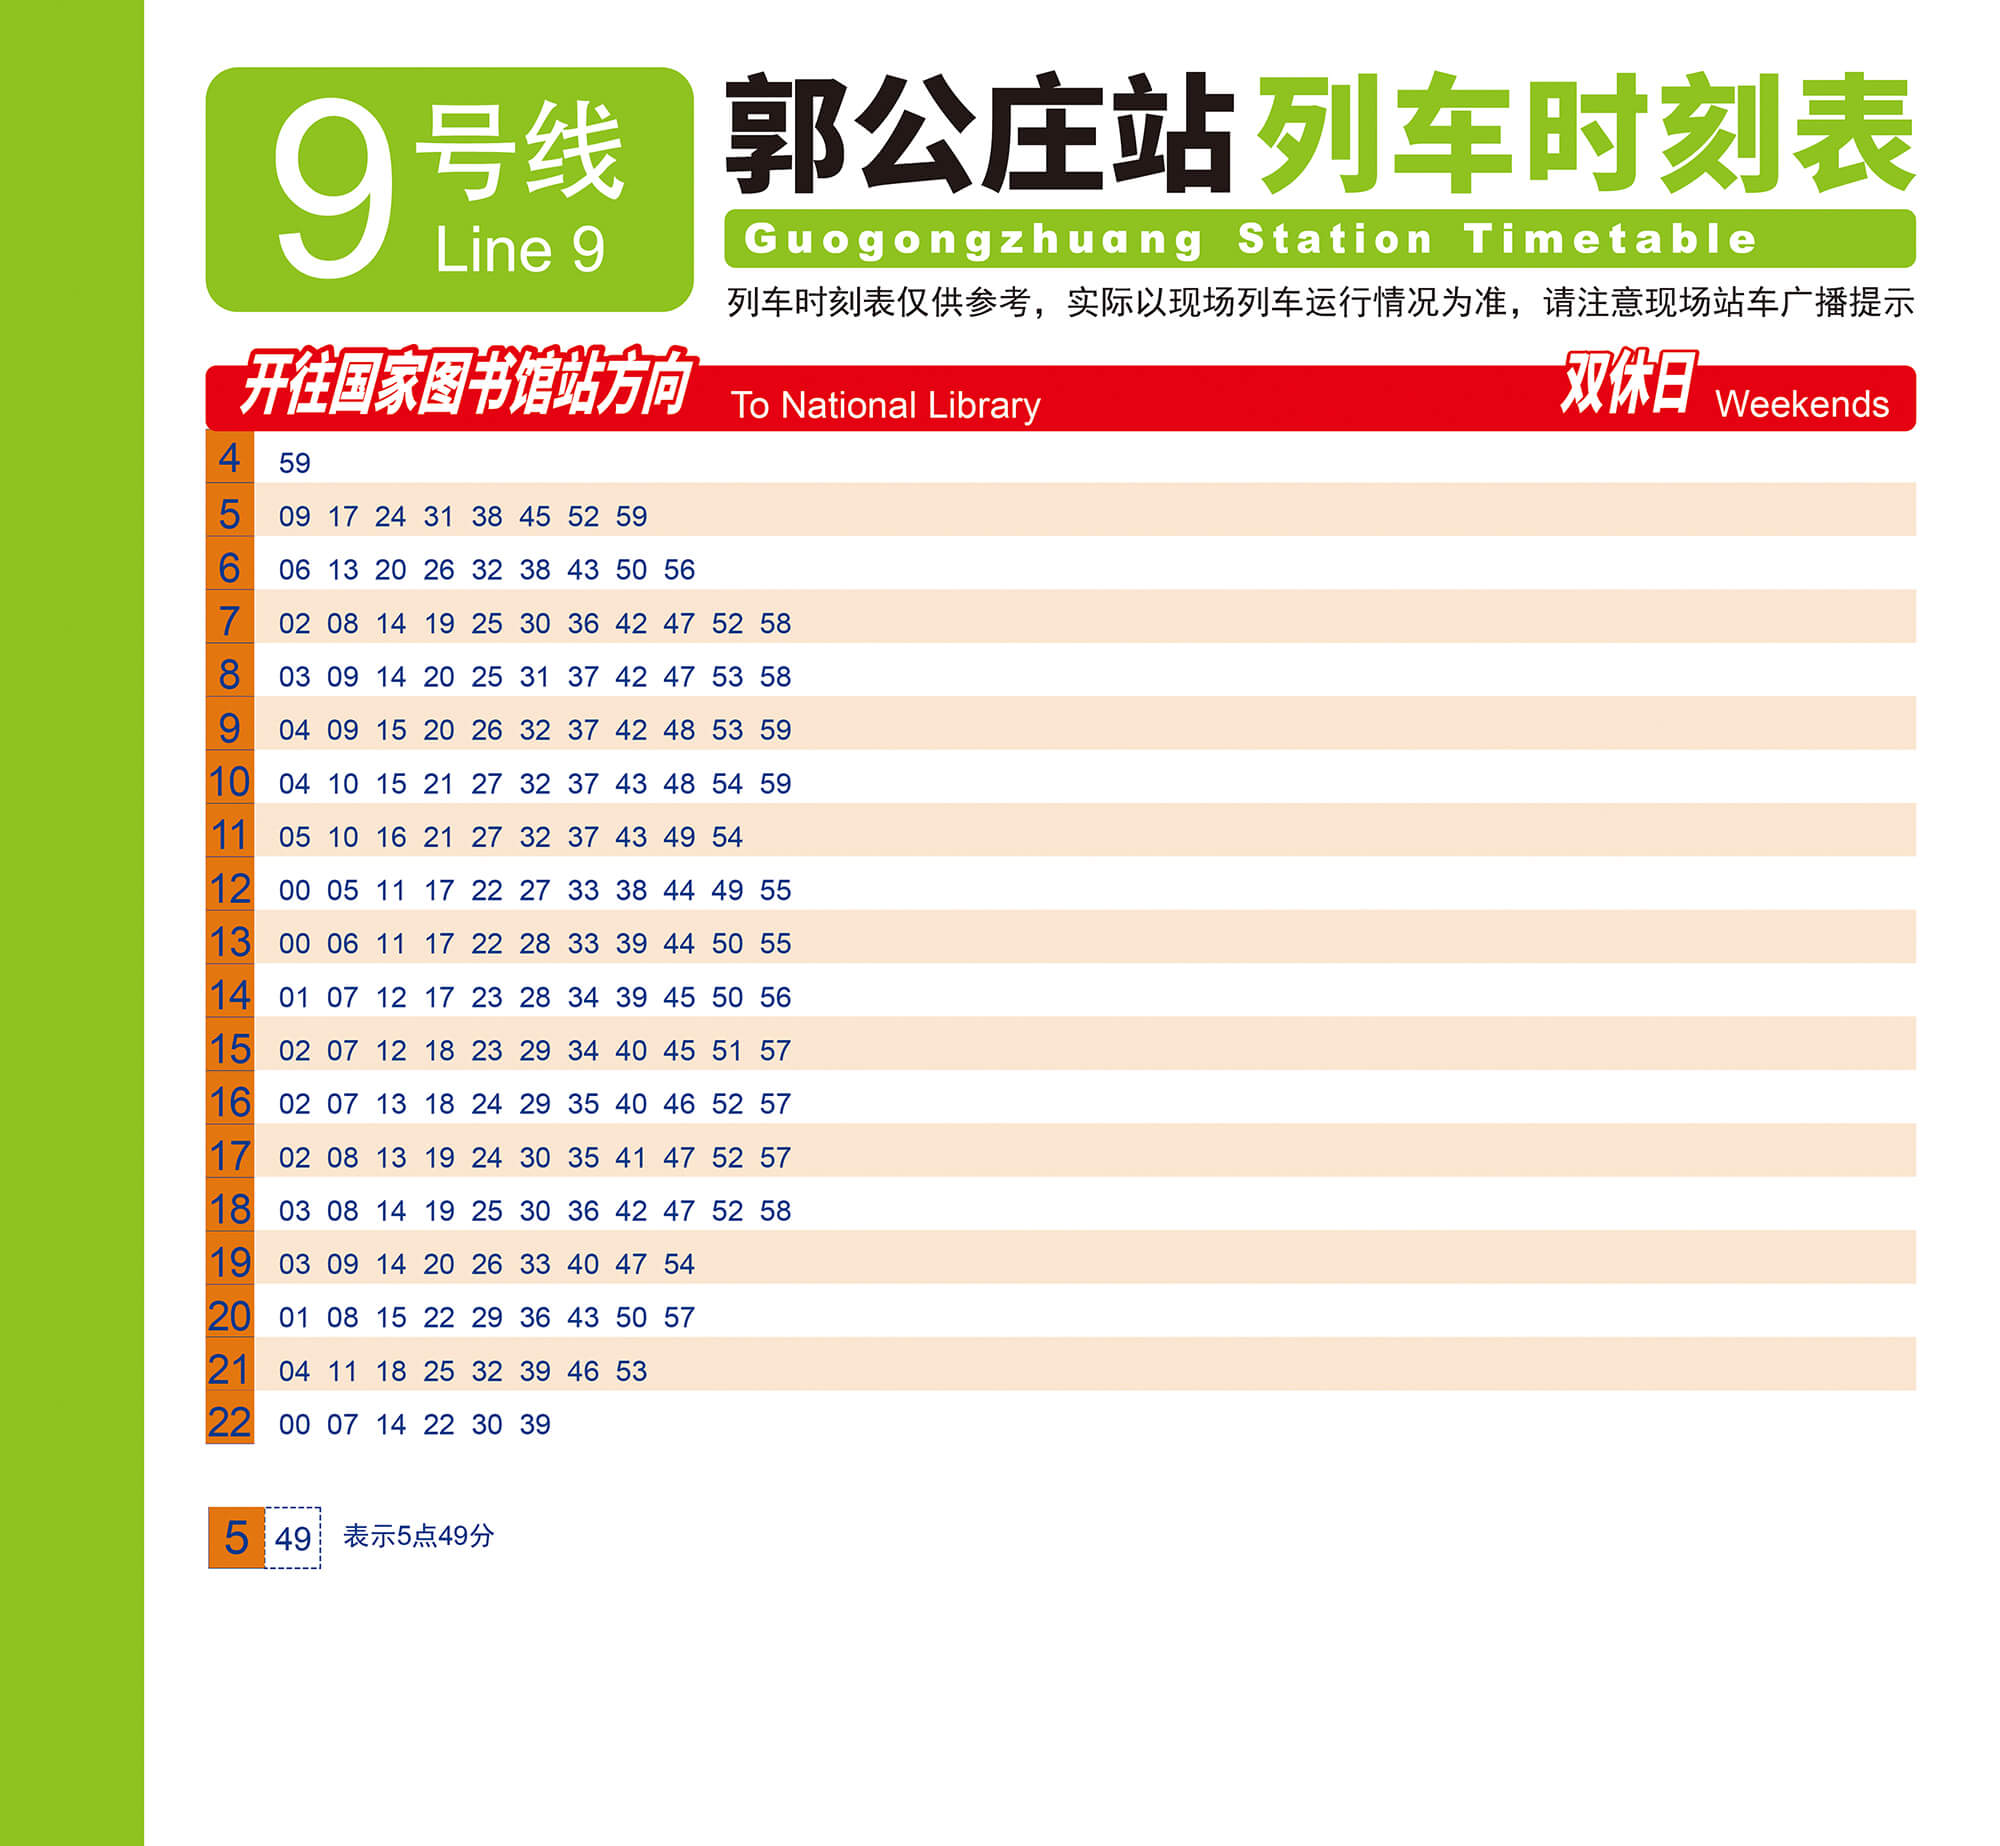 9号线
Line 9
郭公庄站列车时刻表
Guogongzhuang Station Timetable
列车时刻表仅供参考，实际以现场列车运行情况为准，请注意现场站车广播提示
开往国家图书馆站方向 To National Library 双休日 Weekends
4 59
5 09 17 24 31 38 45 52 59
6 06 13 20 26 32 38 43 50 56
7 02 08 14 19 25 30 36 42 47 52 58
8 03 09 14 20 25 31 37 42 47 53 58
9 04 09 15 20 26 32 37 42 48 53 59
10 04 10 15 21 27 32 37 43 48 54 59
11 05 10 16 21 27 32 37 43 49 54
12 00 05 11 17 22 27 33 38 44 49 55
13 00 06 11 17 22 28 33 39 44 50 55
14 01 07 12 17 23 28 34 39 45 50 56
15 02 07 12 18 23 29 34 40 45 51 57
16 02 07 13 18 24 29 35 40 46 52 57
17 02 08 13 19 24 30 35 41 47 52 57
18 03 08 14 19 25 30 36 42 47 52 58
19 03 09 14 20 26 33 40 47 54
20 01 08 15 22 29 36 43 50 57
21 04 11 18 25 32 39 46 53
22 00 07 14 22 30 39
5 49 表示5点49分